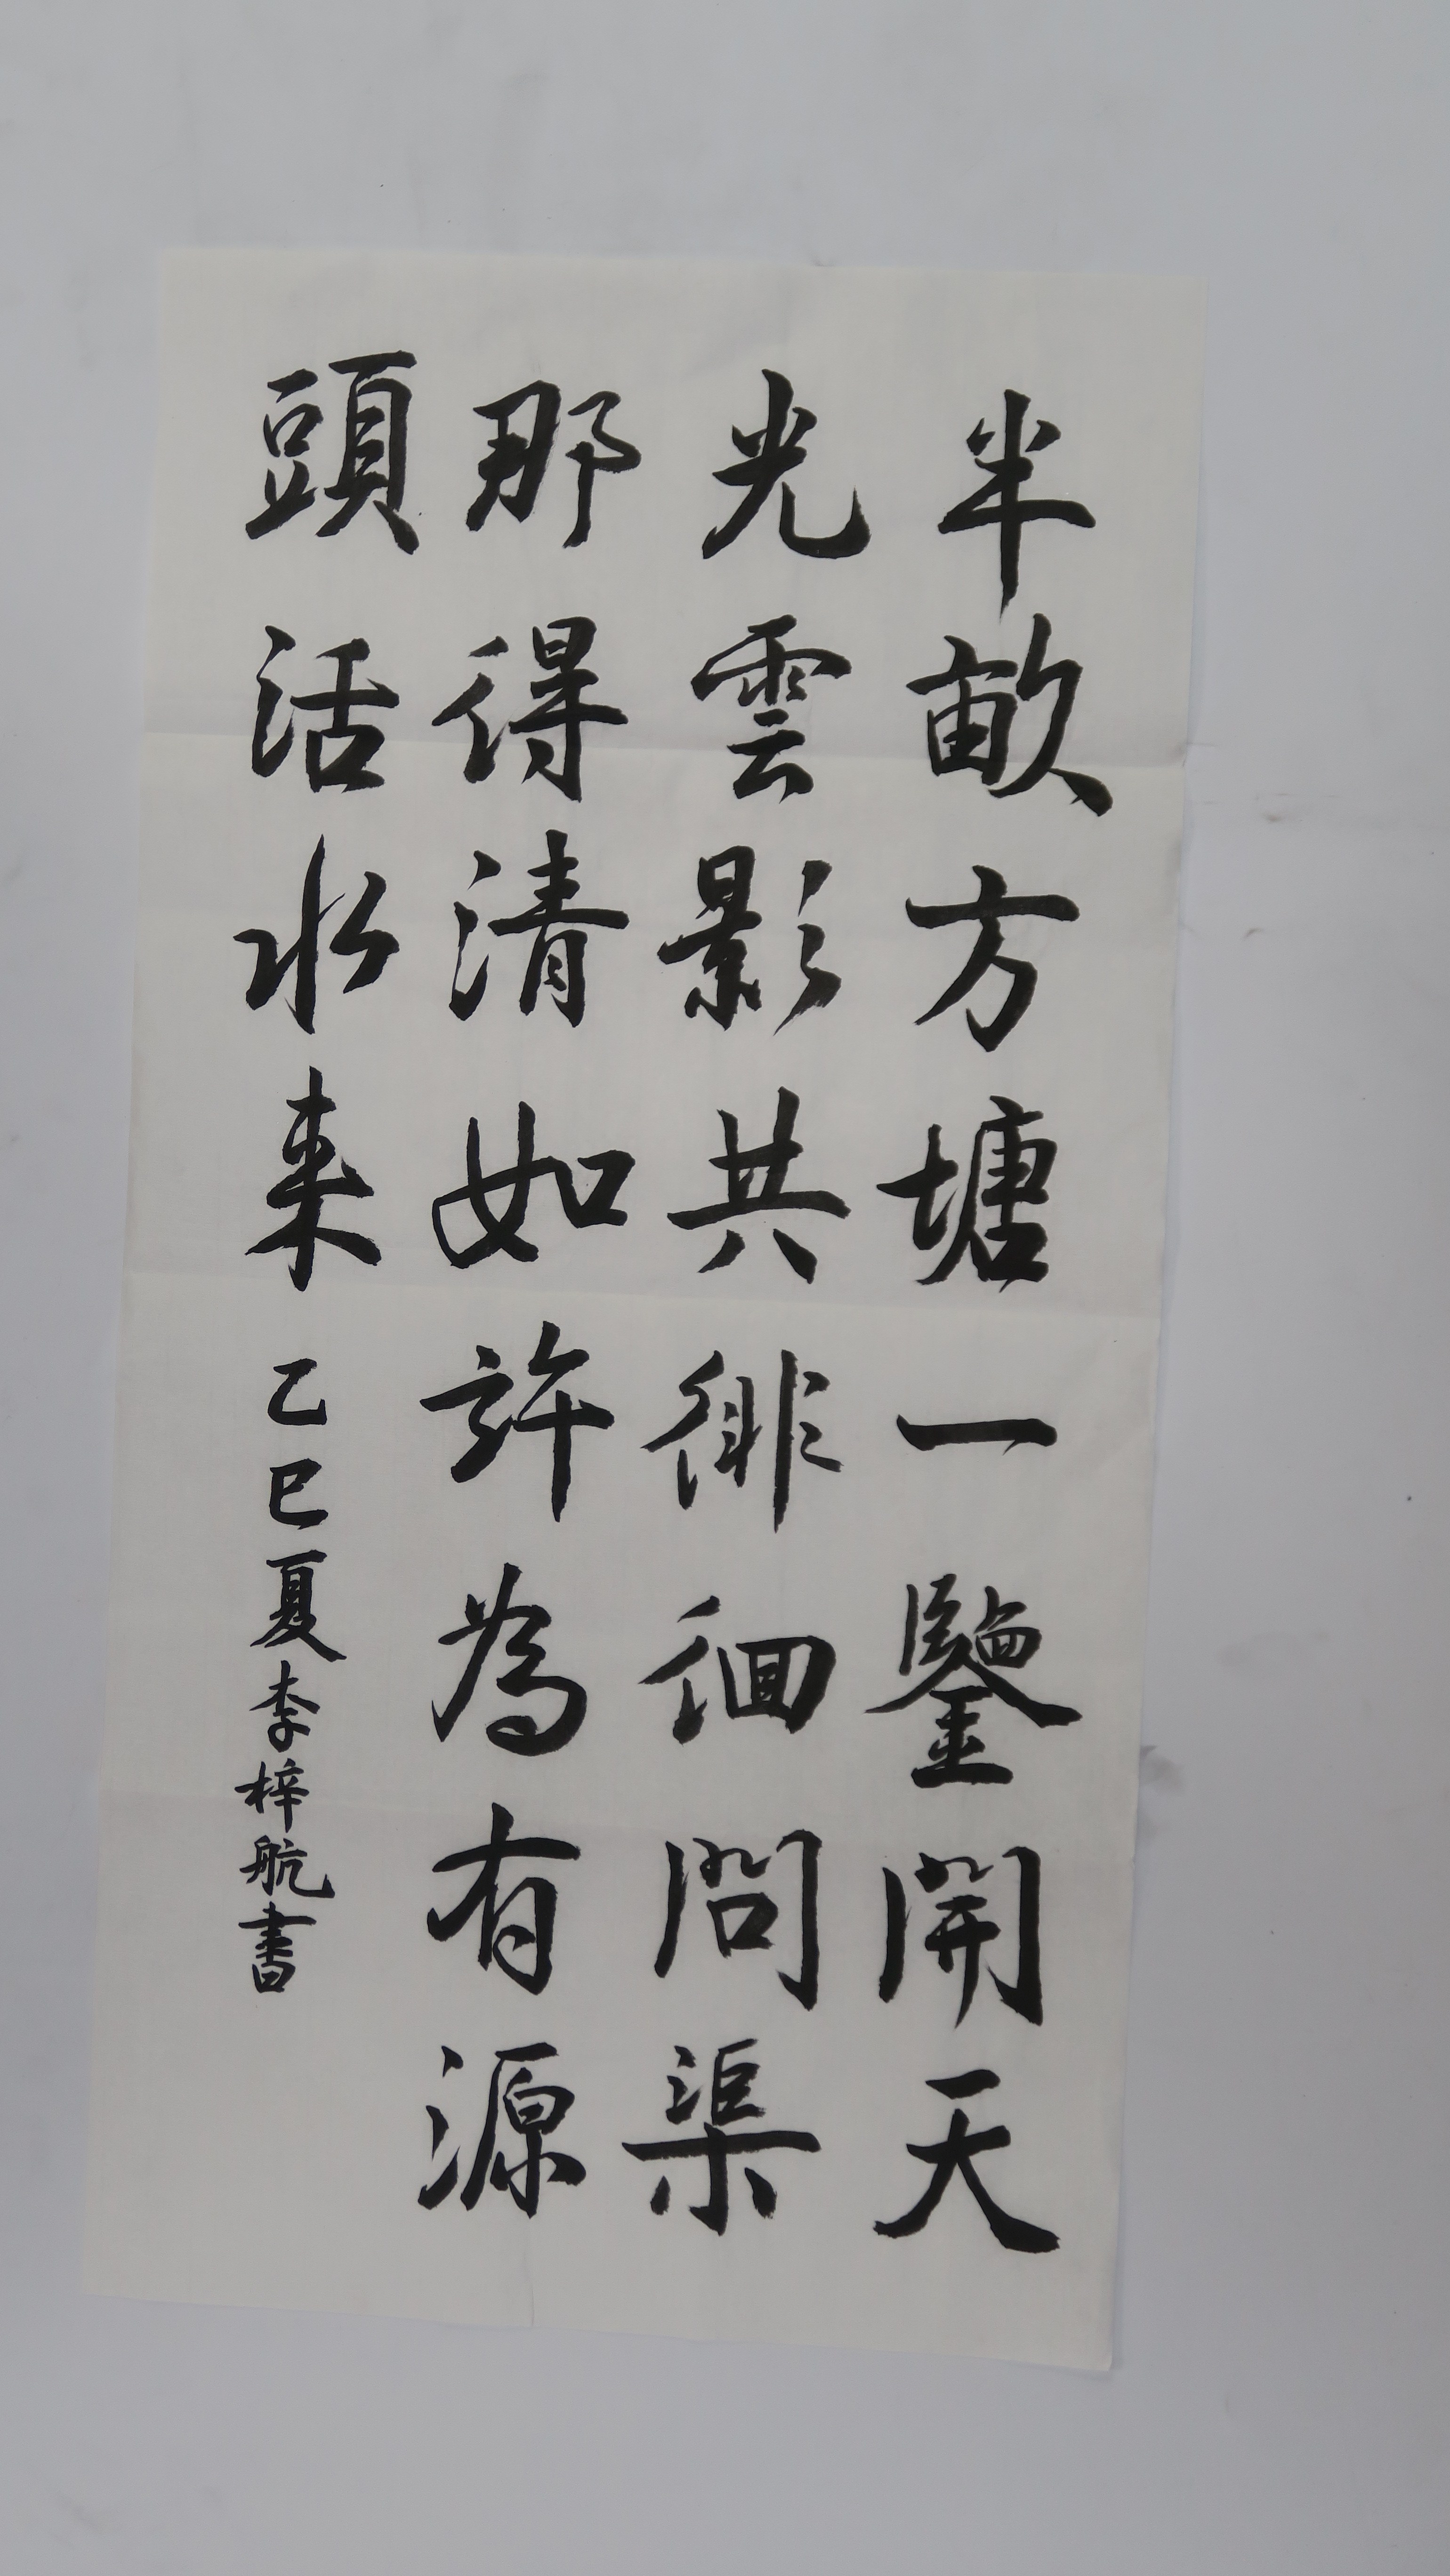 半畝方塘一鑒開天
光雲影共徘徊問渠
那得清如許為有源
頭活水来 乙巳夏李梓航書